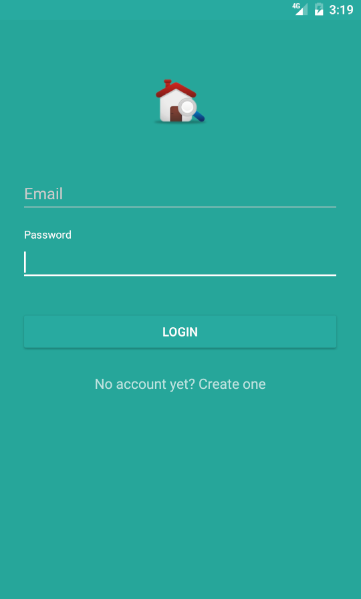 4G 3:19
Email
Password
LOGIN
No account yet? Create one